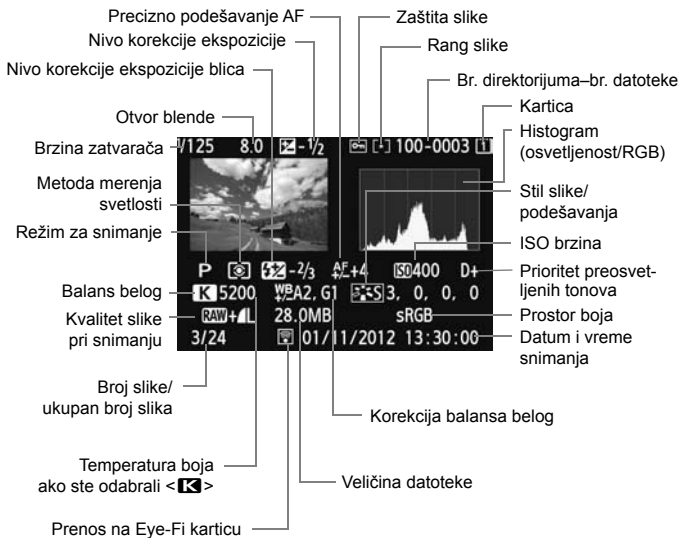 Precizno podešavanje AF
Zaštita slike
Nivo korekcije ekspozicije
Rang slike
Nivo korekcije ekspozicije blica
Br. direktorijuma–br. datoteke
Otvor blende
Kartica
Brzina zatvarača
Histogram
(osvetljenost/RGB)
/125 8.0 -1/2 100-0003 1
Metoda merenja
svetlosti
Stil slike/
podešavanja
Režim za snimanje
ISO brzina
P -2/3 AF +4 ISO 400 D+
Prioritet preosvet-
ljenih tonova
Balans belog
K 5200 WB A2, G1 S 3, 0, 0, 0
Kvalitet slike
pri snimanju
RAW+L 28.0MB sRGB
Prostor boja
3/24 01/11/2012 13:30:00
Datum i vreme
snimanja
Broj slike/
ukupan broj slika
Korekcija balansa belog
Temperatura boja
ako ste odabrali <K>
Veličina datoteke
Prenos na Eye-Fi karticu